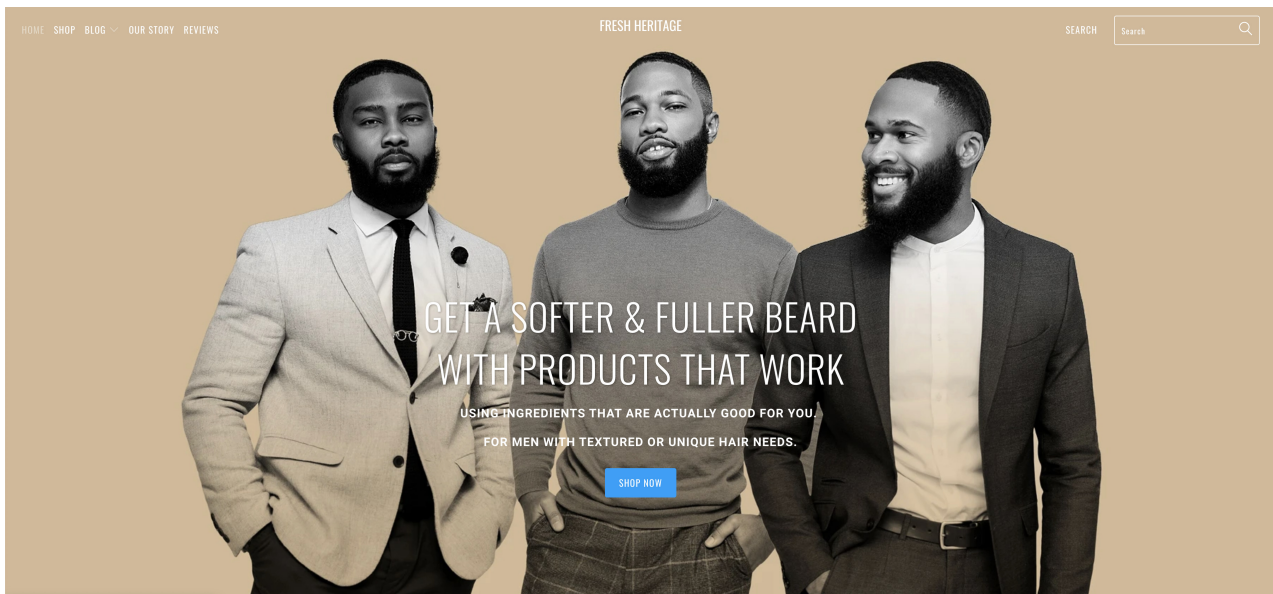 HOME SHOP BLOG OUR STORY REVIEWS
FRESH HERITAGE
SEARCH
Search
GET A SOFTER & FULLER BEARD
WITH PRODUCTS THAT WORK
USING INGREDIENTS THAT ARE ACTUALLY GOOD FOR YOU.
FOR MEN WITH TEXTURED OR UNIQUE HAIR NEEDS.
SHOP NOW